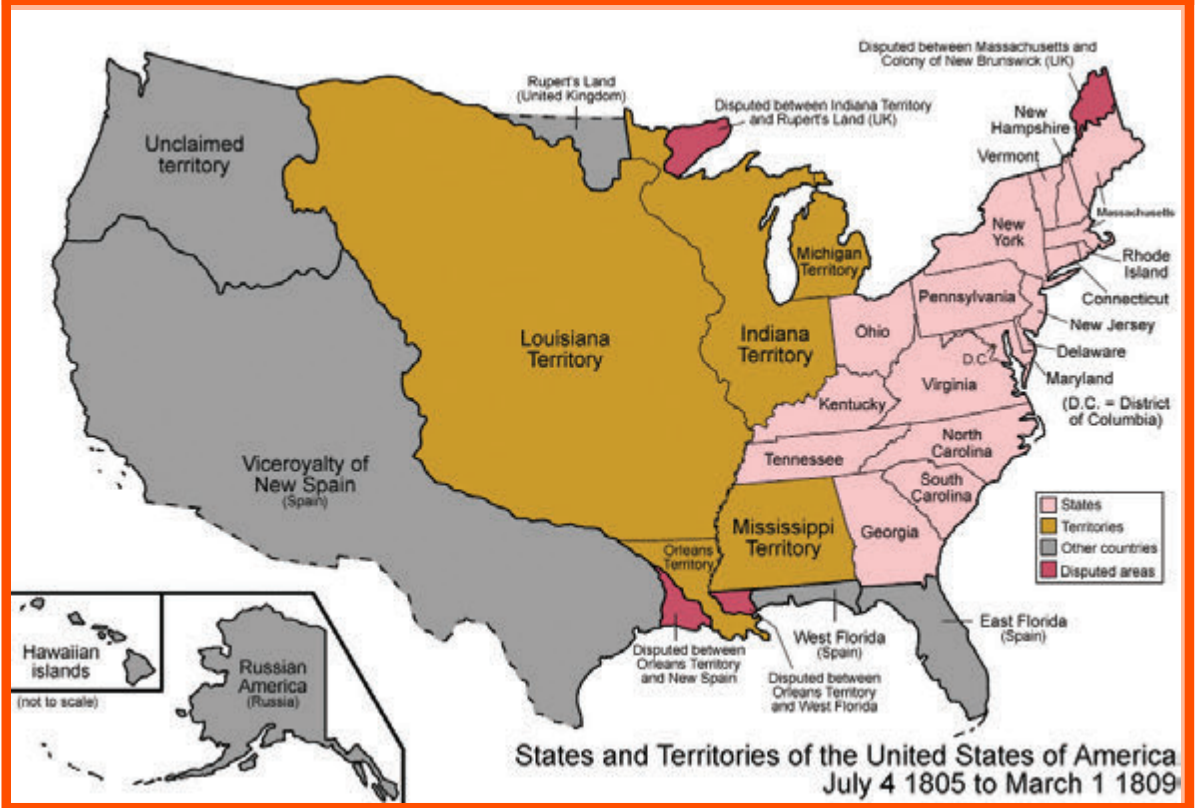 Disputed between Massachusetts and
Colony of New Brunswick (UK)
Rupert's Land
(United Kingdom)
Disputed between Indiana Territory
and Rupert's Land (UK)
New
Hampshire
Vermont
Unclaimed
territory
Massachusetts
New
York
Rhode
Island
Michigan
Territory
Connecticut
Pennsylvania
New Jersey
Louisiana
Territory
Indiana
Territory
Ohio
Delaware
D.C.
Maryland
Virginia
(D.C. = District
of Columbia)
Kentucky
North
Carolina
Tennessee
Viceroyalty of
New Spain
(Spain)
South
Carolina
States
Territories
Other countries
Disputed areas
Mississippi
Territory
Georgia
Orleans
Territory
East Florida
(Spain)
West Florida
(Spain)
Disputed between
Orleans Territory
and New Spain
Disputed between
Orleans Territory
and West Florida
Hawaiian
islands
(not to scale)
Russian
America
(Russia)
States and Territories of the United States of America
July 4 1805 to March 1 1809